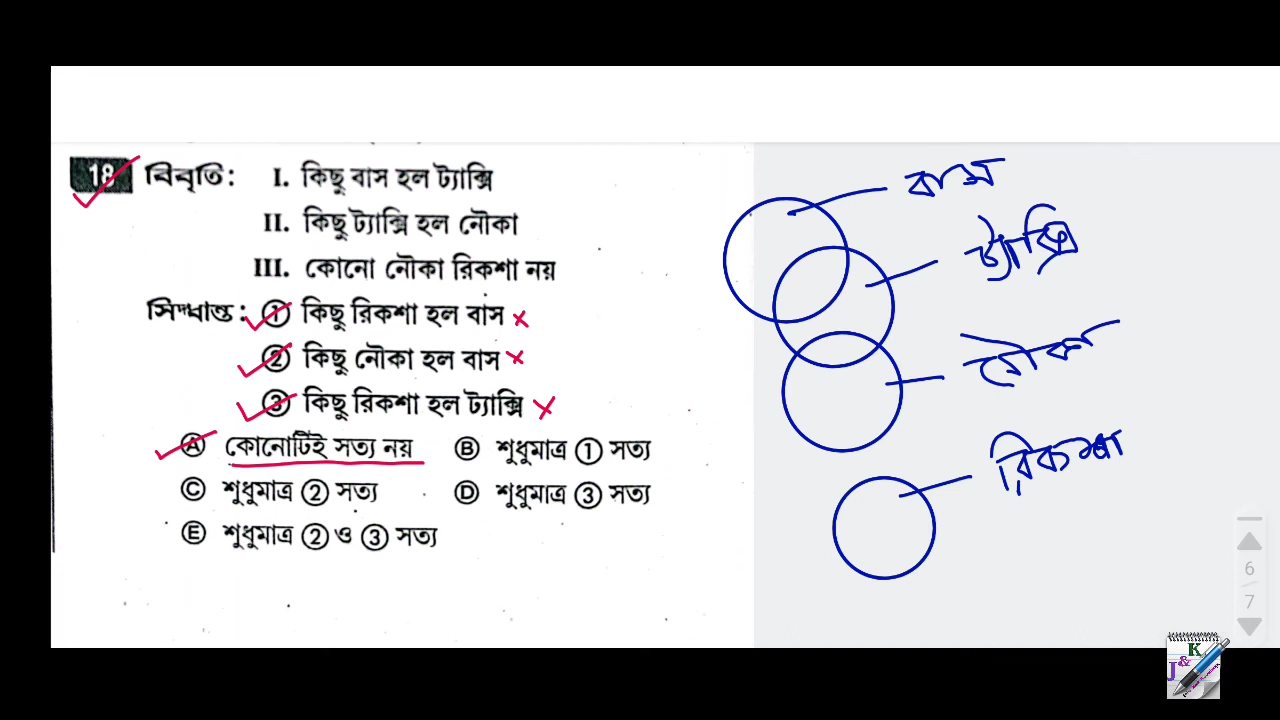 18 বিবৃতি : I. কিছু বাস হল ট্যাক্সি
II. কিছু ট্যাক্সি হল নৌকা
III. কোনো নৌকা রিকশা নয়
সিদ্ধান্ত : ① কিছু রিকশা হল বাস
② কিছু নৌকা হল বাস
③ কিছু রিকশা হল ট্যাক্সি
Ⓐ কোনোটিই সত্য নয় Ⓑ শুধুমাত্র ① সত্য
Ⓒ শুধুমাত্র ② সত্য Ⓓ শুধুমাত্র ③ সত্য
Ⓔ শুধুমাত্র ② ও ③ সত্য
বাস
ট্যাক্সি
নৌকা
রিকশা
6
7
J&K